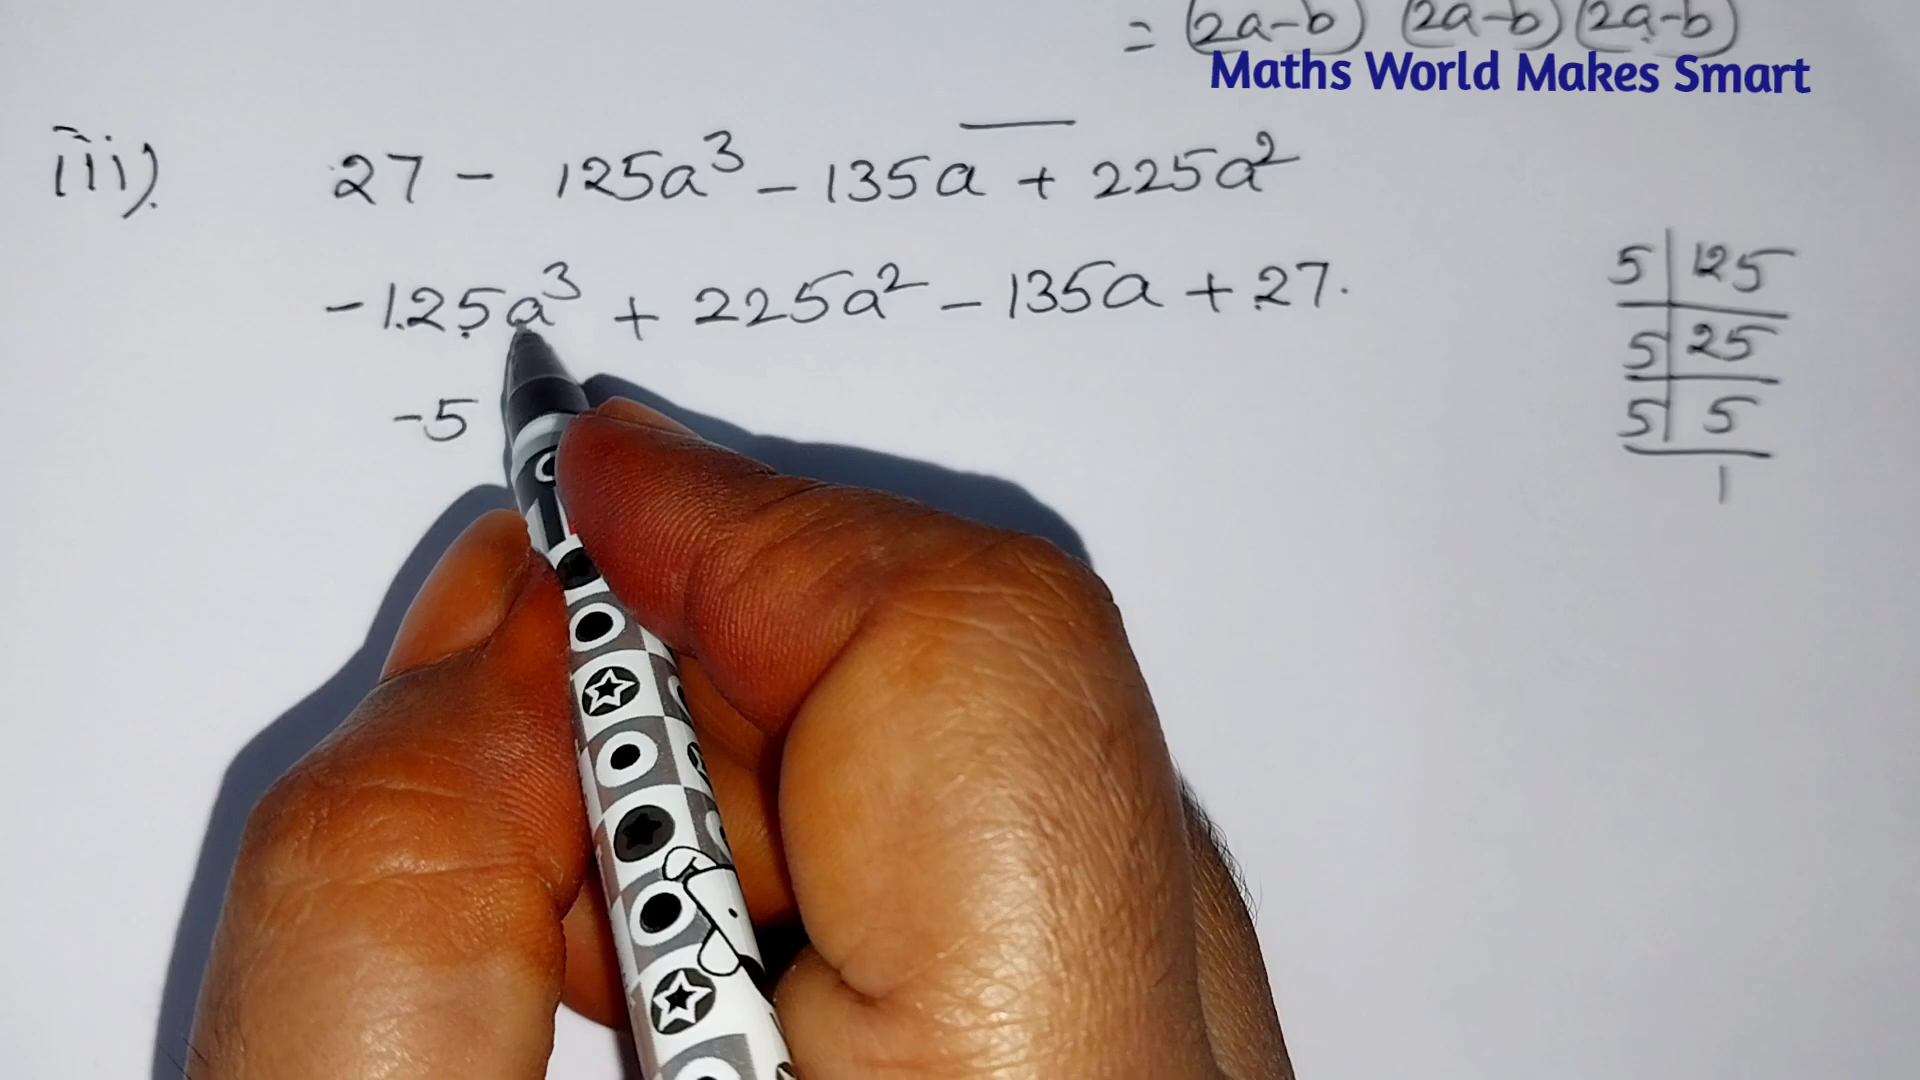 = (2a-b) (2a-b) (2a-b)
Maths World Makes Smart
iii). 27 - 125a³ - 135a + 225a²
-125a³ + 225a² - 135a + 27.
-5
5 | 125
5 | 25
5 | 5
1